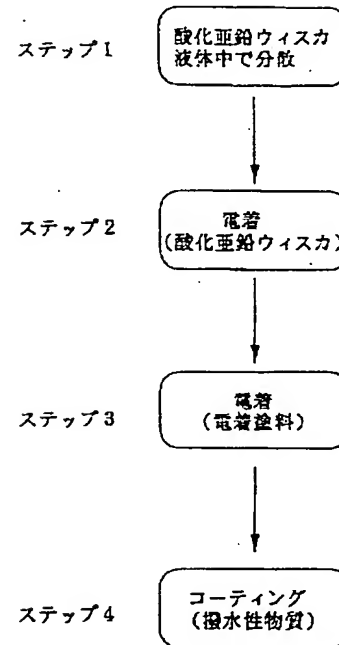 ステップ1
酸化亜鉛ウィスカ
液体中で分散
ステップ2
電着
(酸化亜鉛ウィスカ)
ステップ3
電着
(電着塗料)
ステップ4
コーティング
(撥水性物質)